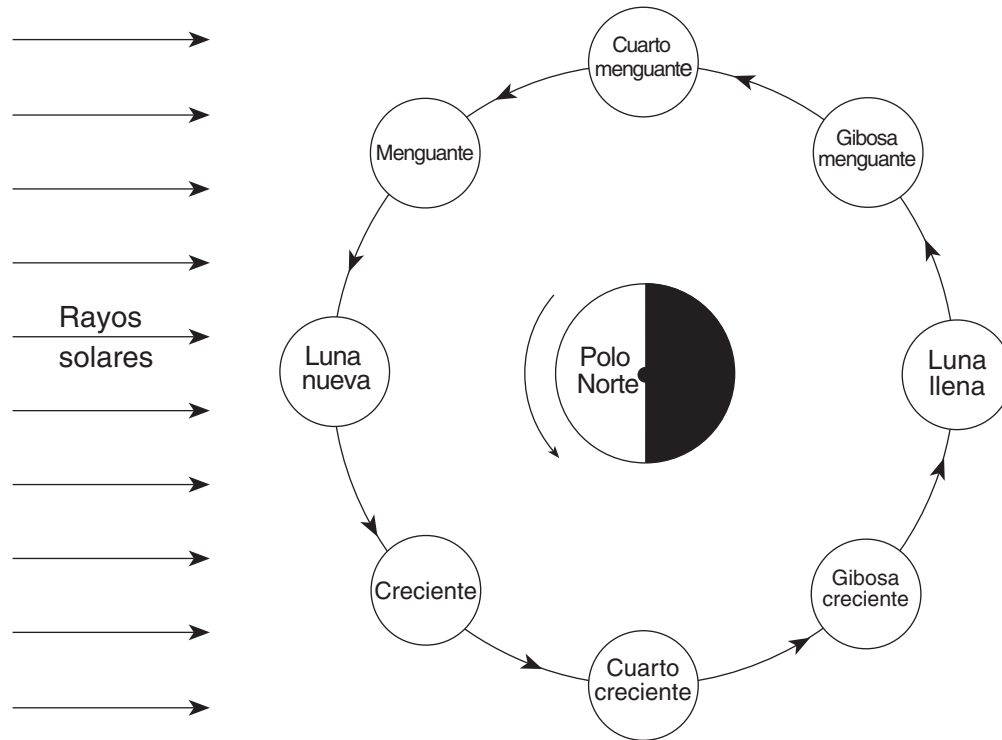 Cuarto
menguante
Menguante
Gibosa
menguante
Rayos
solares
Luna
nueva
Polo
Norte
Luna
llena
Creciente
Gibosa
creciente
Cuarto
creciente